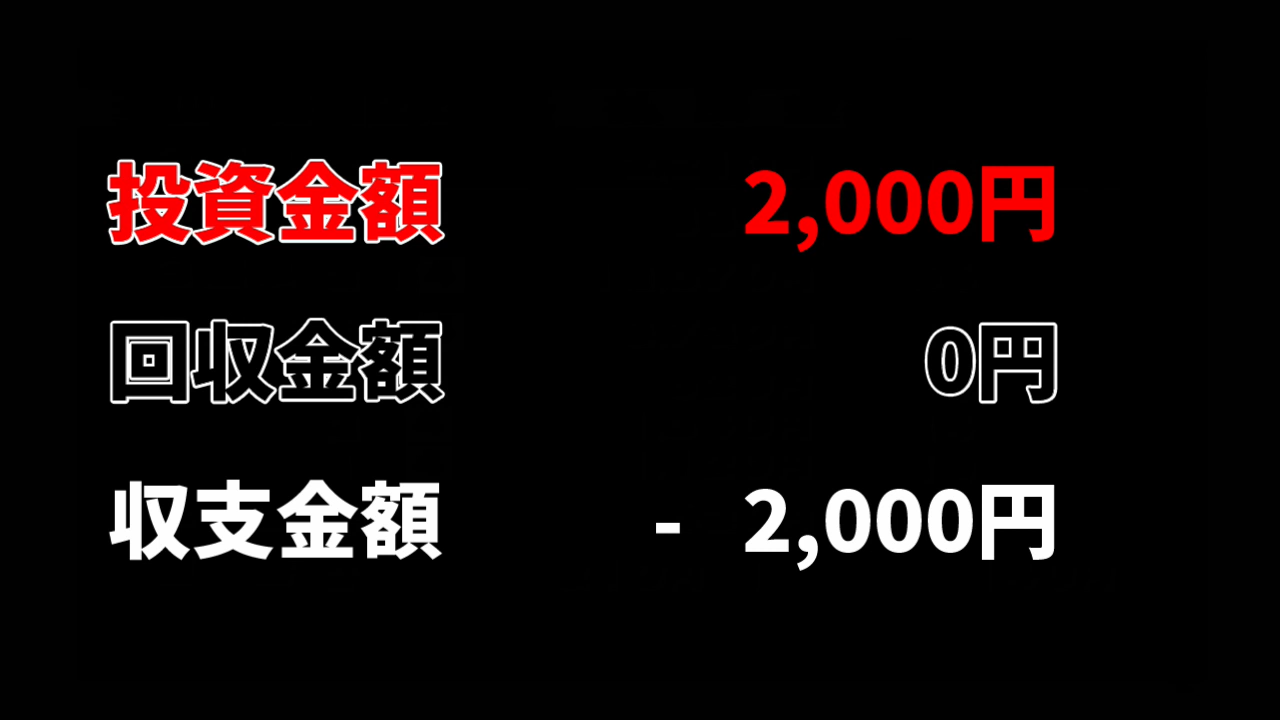 投資金額 2,000円
回収金額 0円
収支金額 - 2,000円